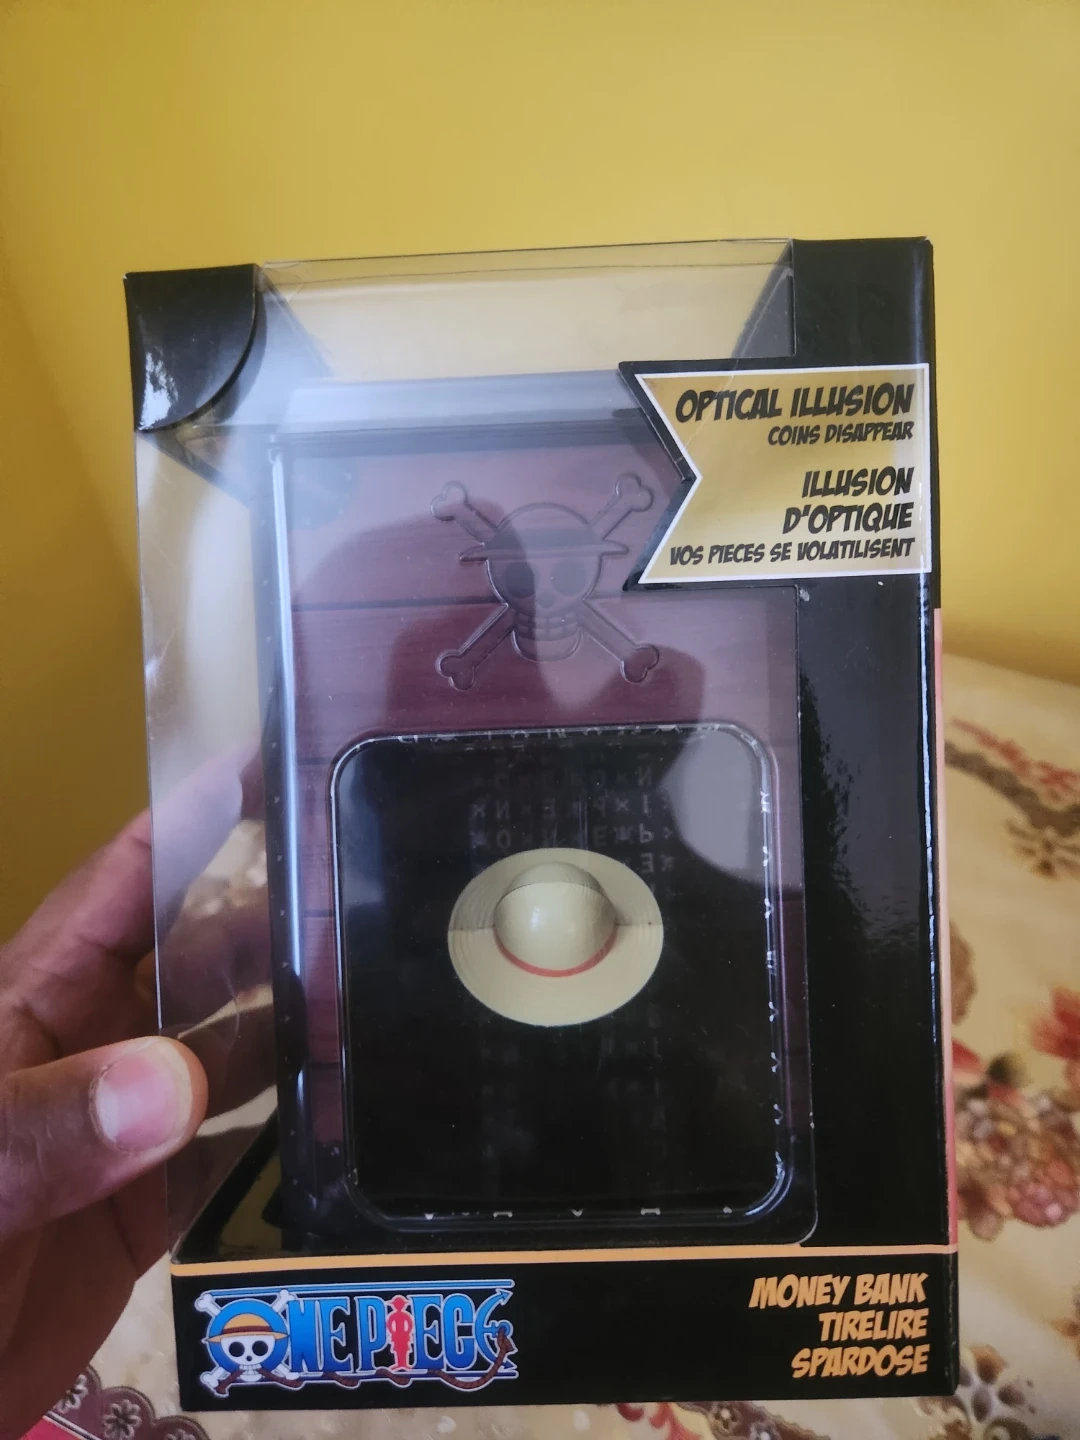 OPTICAL ILLUSION
COINS DISAPPEAR
ILLUSION
D'OPTIQUE
VOS PIECES SE VOLATILISENT
ONE PIECE
MONEY BANK
TIRELIRE
SPARDOSE